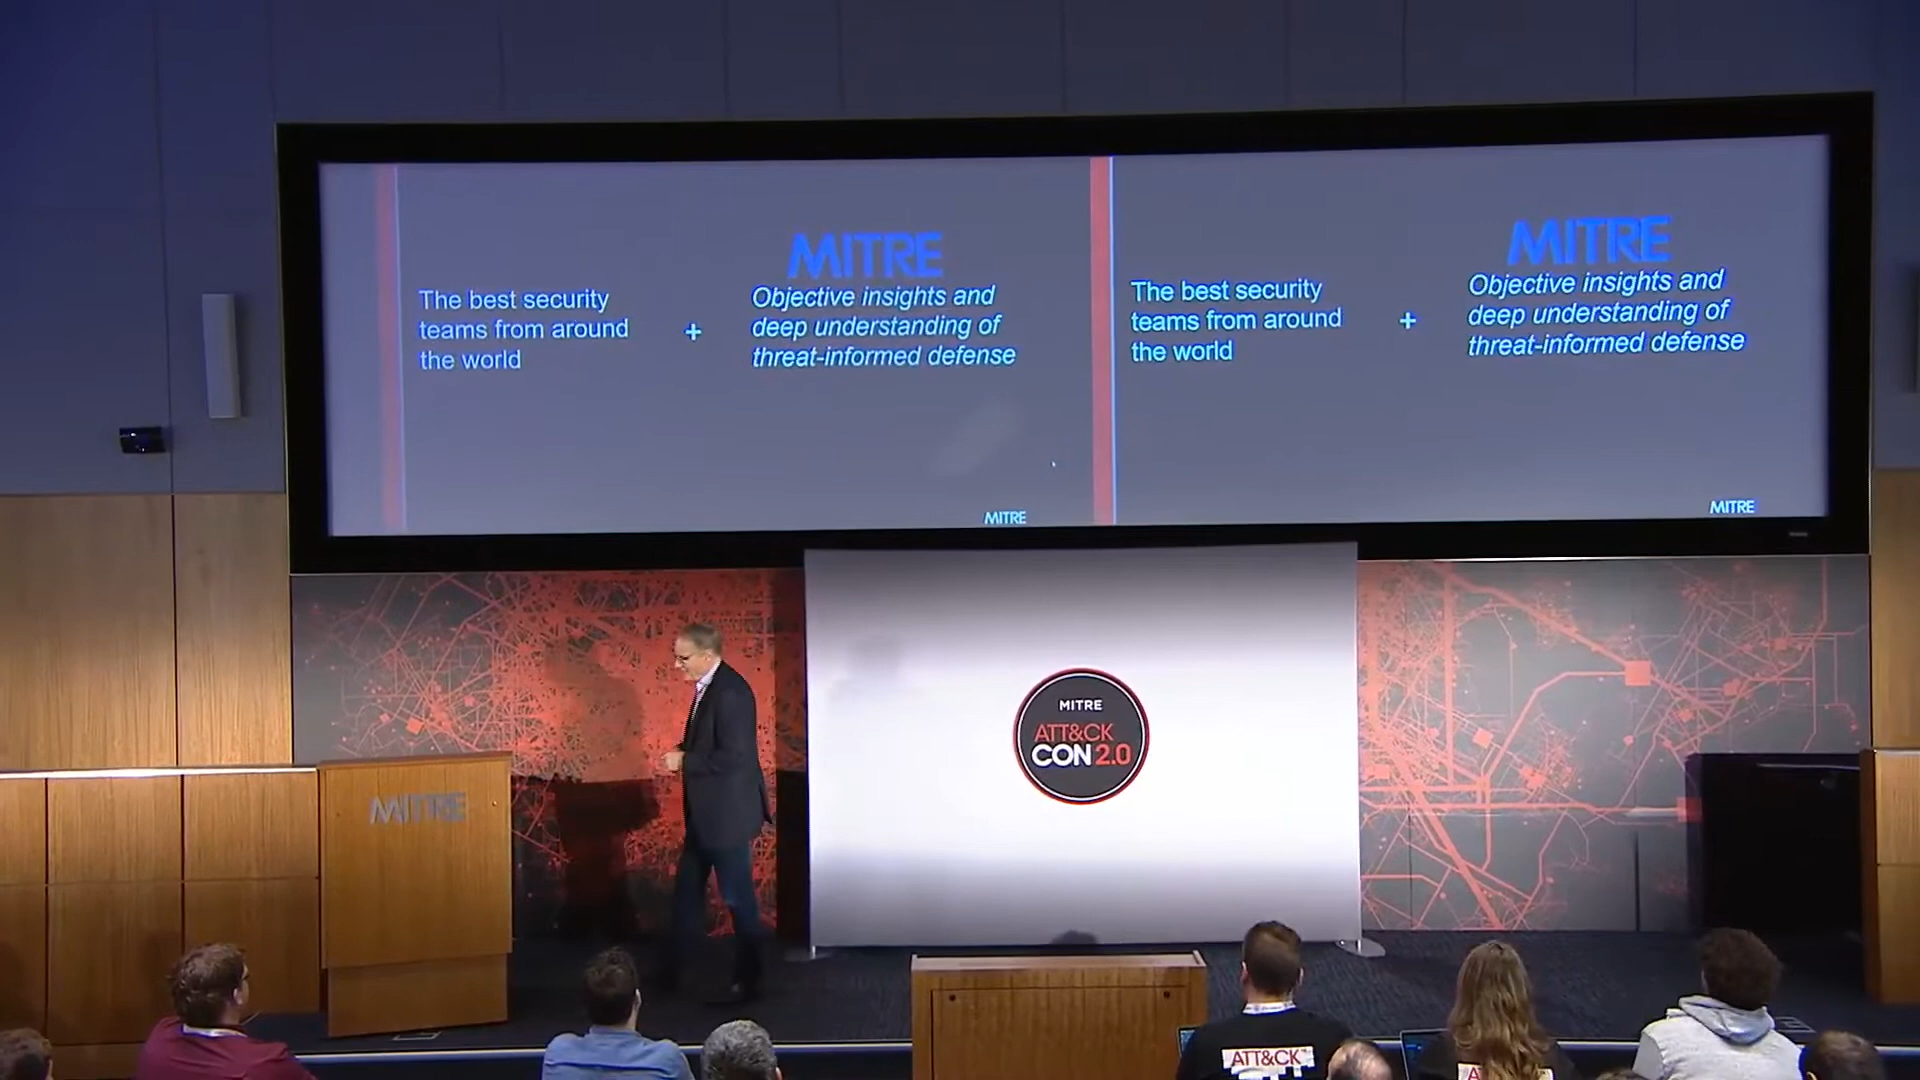 The best security
teams from around
the world
+
MITRE
Objective insights and
deep understanding of
threat-informed defense
MITRE
The best security
teams from around
the world
+
MITRE
Objective insights and
deep understanding of
threat-informed defense
MITRE
MITRE
ATT&CK
CON 2.0
MITRE
ATT&CK